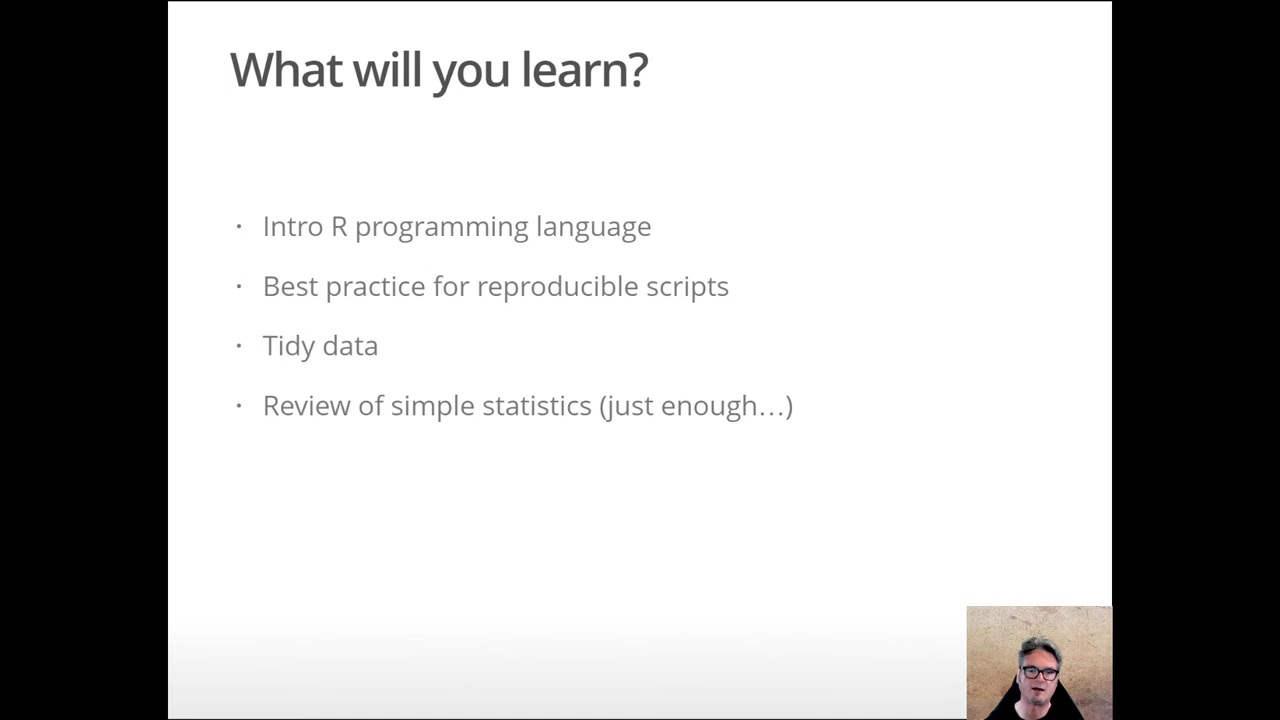 What will you learn?
Intro R programming language
Best practice for reproducible scripts
Tidy data
Review of simple statistics (just enough…)